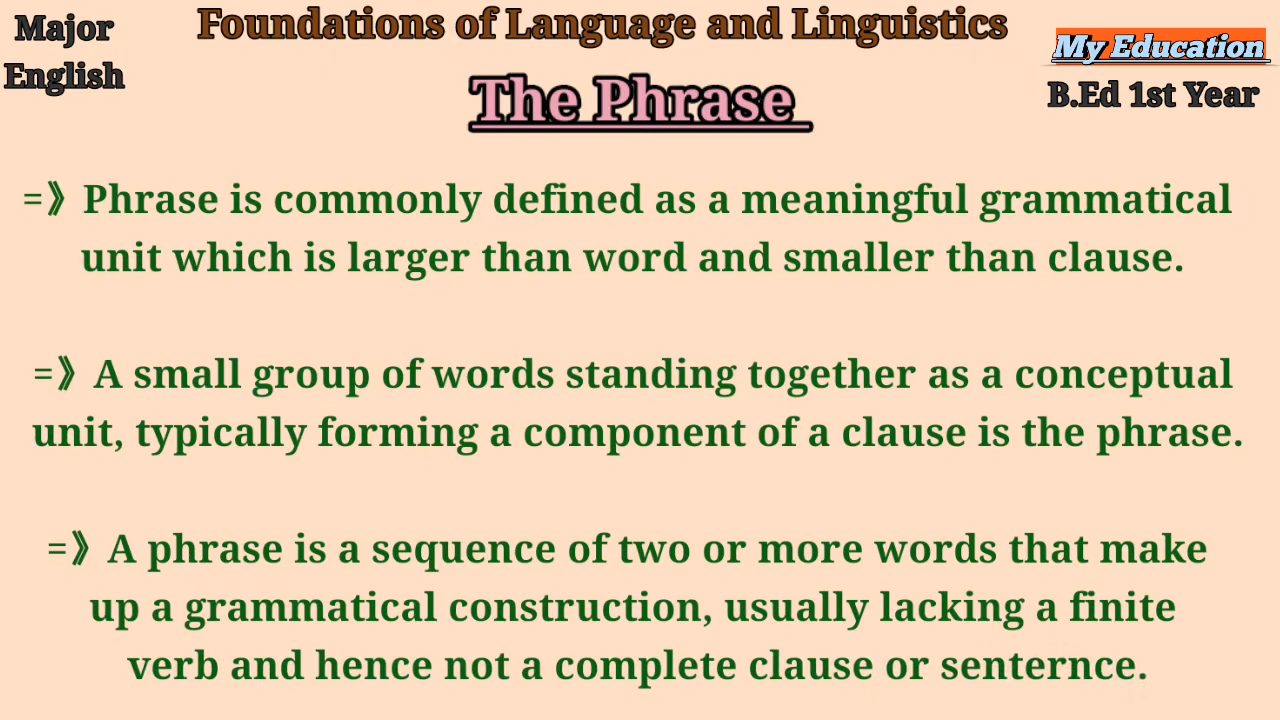 Major
English
Foundations of Language and Linguistics
My Education
B.Ed 1st Year
The Phrase
=》Phrase is commonly defined as a meaningful grammatical
unit which is larger than word and smaller than clause.
=》A small group of words standing together as a conceptual
unit, typically forming a component of a clause is the phrase.
=》A phrase is a sequence of two or more words that make
up a grammatical construction, usually lacking a finite
verb and hence not a complete clause or senternce.